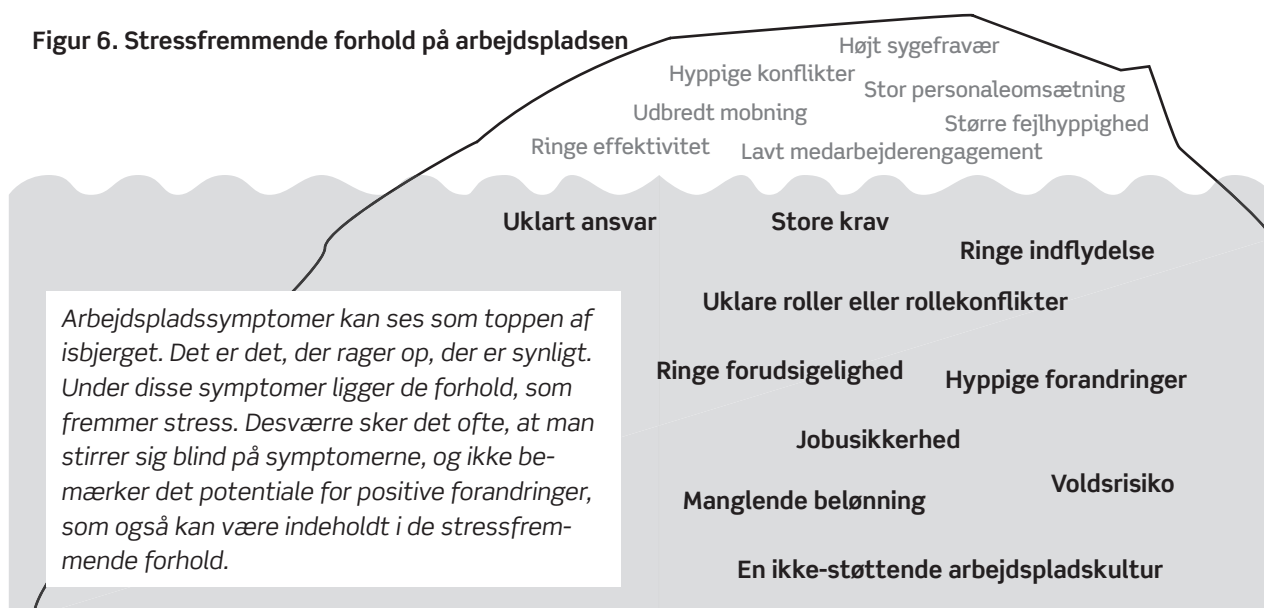 Figur 6. Stressfremmende forhold på arbejdspladsen
Højt sygefravær
Hyppige konflikter
Stor personaleomsætning
Udbredt mobning
Større fejlhyppighed
Ringe effektivitet
Lavt medarbejderengagement
Uklart ansvar
Store krav
Ringe indflydelse
Uklare roller eller rollekonflikter
Ringe forudsigelighed
Hyppige forandringer
Jobusikkerhed
Voldsrisiko
Manglende belønning
En ikke-støttende arbejdspladskultur
Arbejdspladssymptomer kan ses som toppen af
isbjerget. Det er det, der rager op, der er synligt.
Under disse symptomer ligger de forhold, som
fremmer stress. Desværre sker det ofte, at man
stirrer sig blind på symptomerne, og ikke be-
mærker det potentiale for positive forandringer,
som også kan være indeholdt i de stressfrem-
mende forhold.